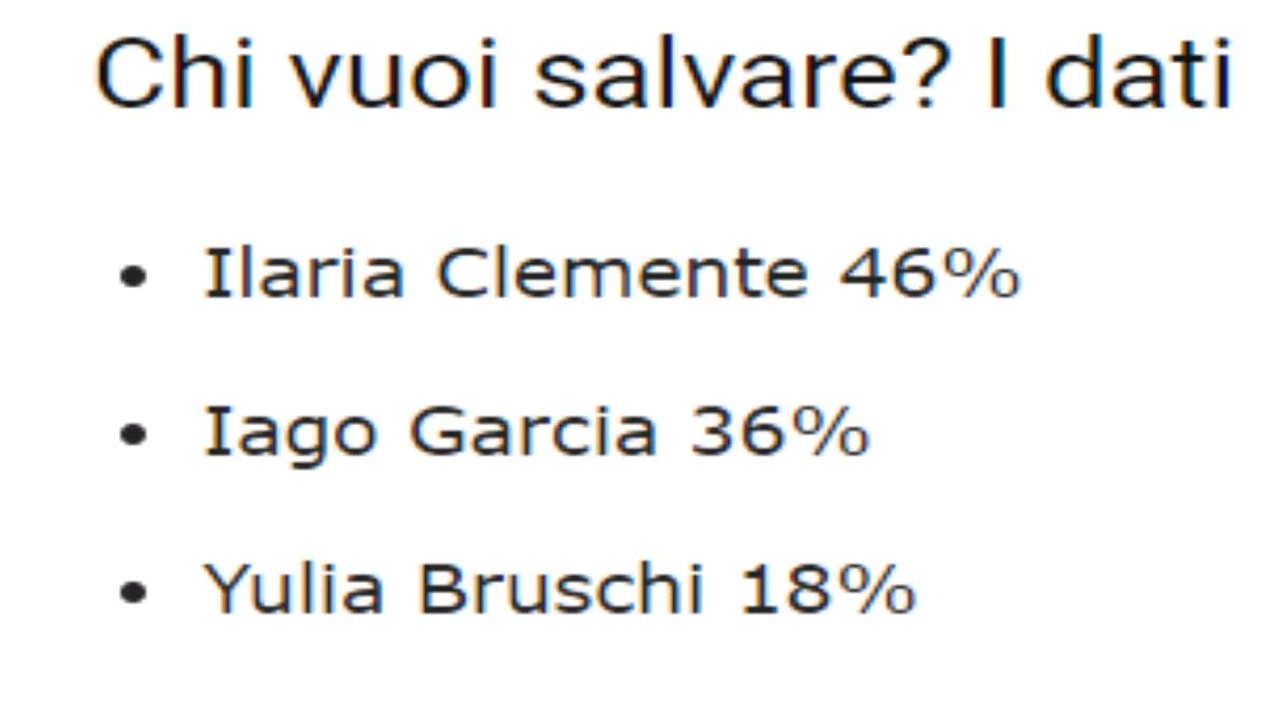 Chi vuoi salvare? I dati
• Ilaria Clemente 46%
• Iago Garcia 36%
• Yulia Bruschi 18%